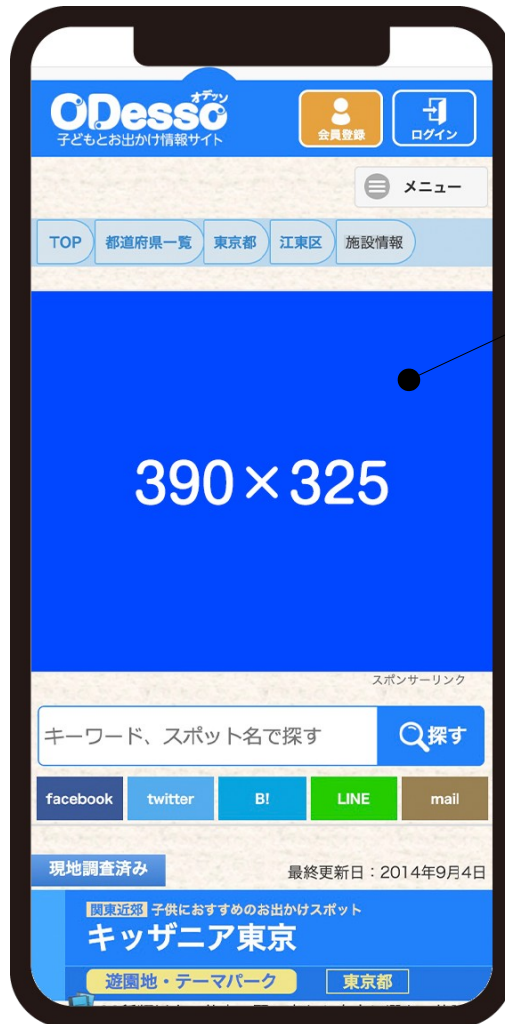 オデッソ
ODesso
子どもとお出かけ情報サイト
会員登録
ログイン
メニュー
TOP 都道府県一覧 東京都 江東区 施設情報
390×325
スポンサーリンク
キーワード、スポット名で探す 探す
facebook twitter B! LINE mail
現地調査済み
最終更新日：2014年9月4日
関東近郊 子供におすすめのお出かけスポット
キッザニア東京
遊園地・テーマパーク 東京都